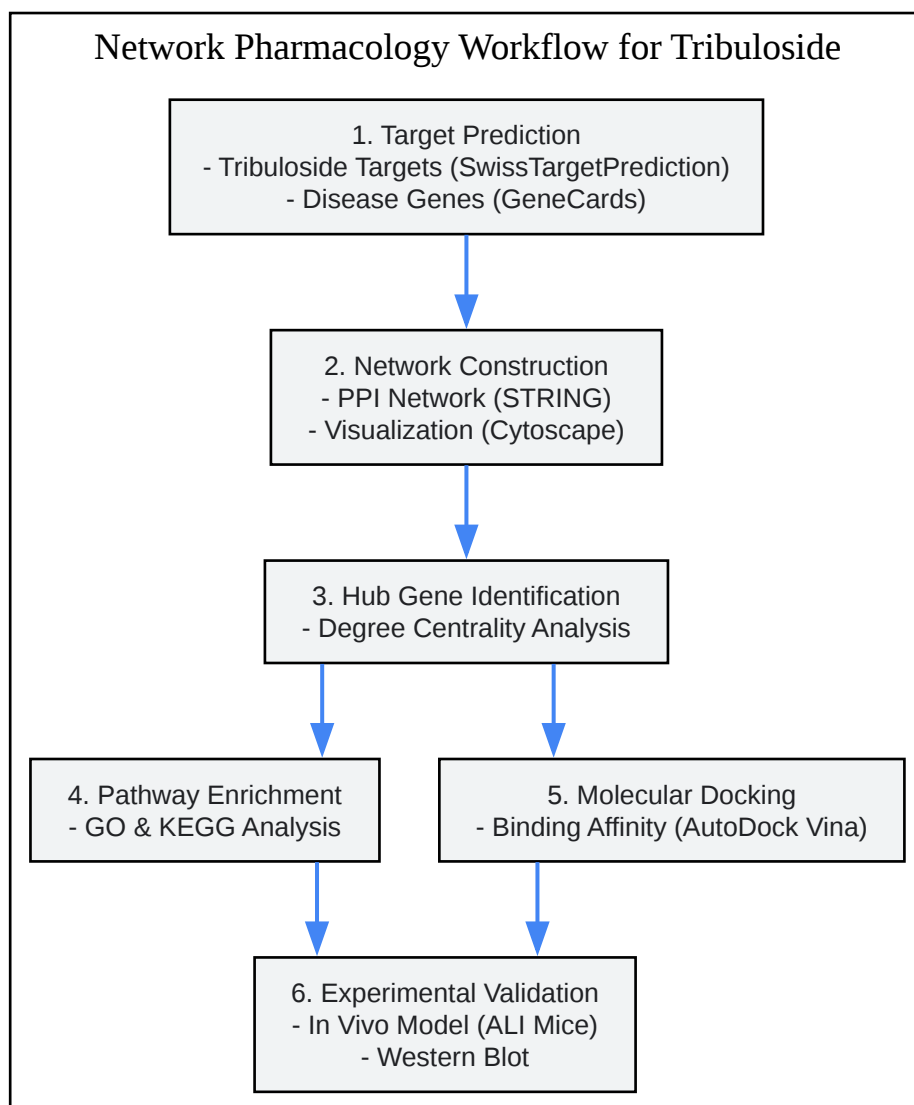 Network Pharmacology Workflow for Tribuloside
1. Target Prediction
- Tribuloside Targets (SwissTargetPrediction)
- Disease Genes (GeneCards)
2. Network Construction
- PPI Network (STRING)
- Visualization (Cytoscape)
3. Hub Gene Identification
- Degree Centrality Analysis
4. Pathway Enrichment
- GO & KEGG Analysis
5. Molecular Docking
- Binding Affinity (AutoDock Vina)
6. Experimental Validation
- In Vivo Model (ALI Mice)
- Western Blot